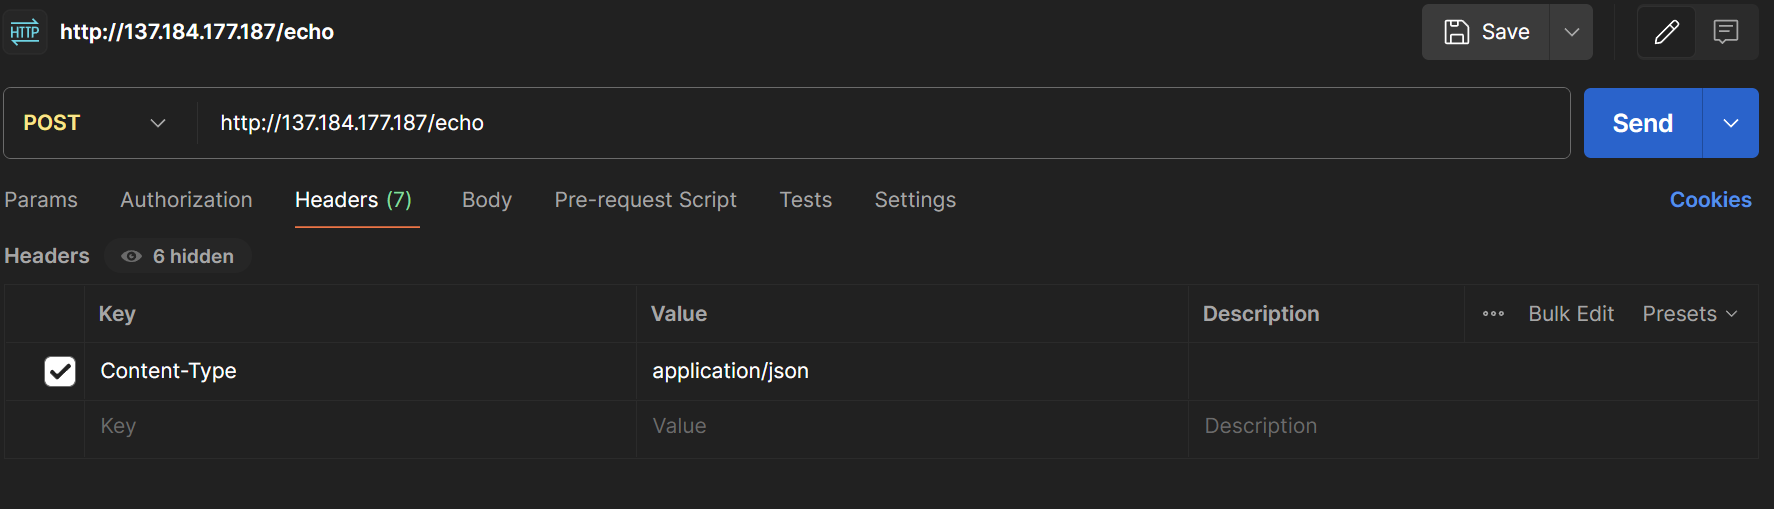 HTTP http://137.184.177.187/echo Save
POST http://137.184.177.187/echo Send
Params Authorization Headers (7) Body Pre-request Script Tests Settings Cookies
Headers 6 hidden
Key Value Description Bulk Edit Presets
Content-Type application/json
Key Value Description